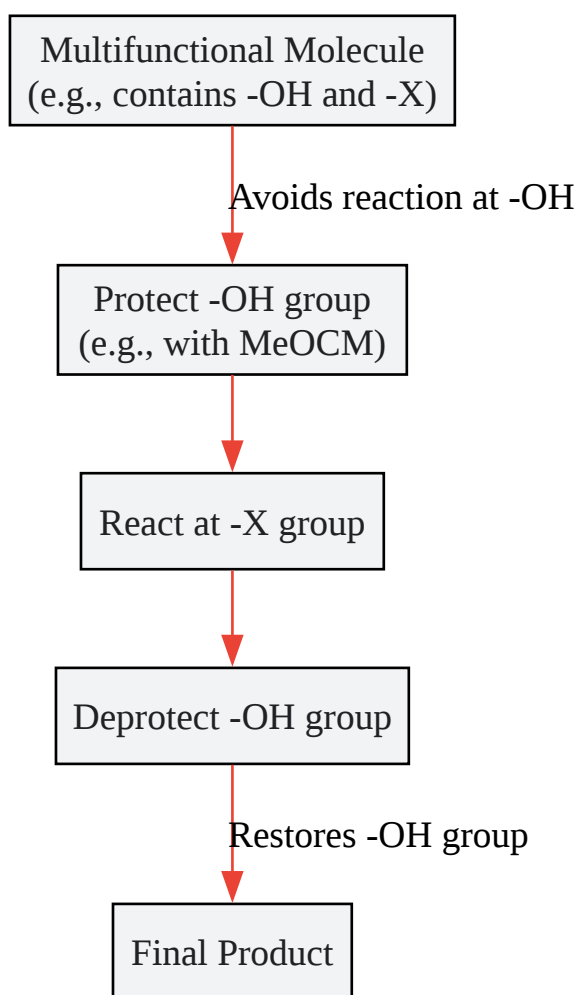 Multifunctional Molecule
(e.g., contains -OH and -X)
Avoids reaction at -OH
Protect -OH group
(e.g., with MeOCM)
React at -X group
Deprotect -OH group
Restores -OH group
Final Product